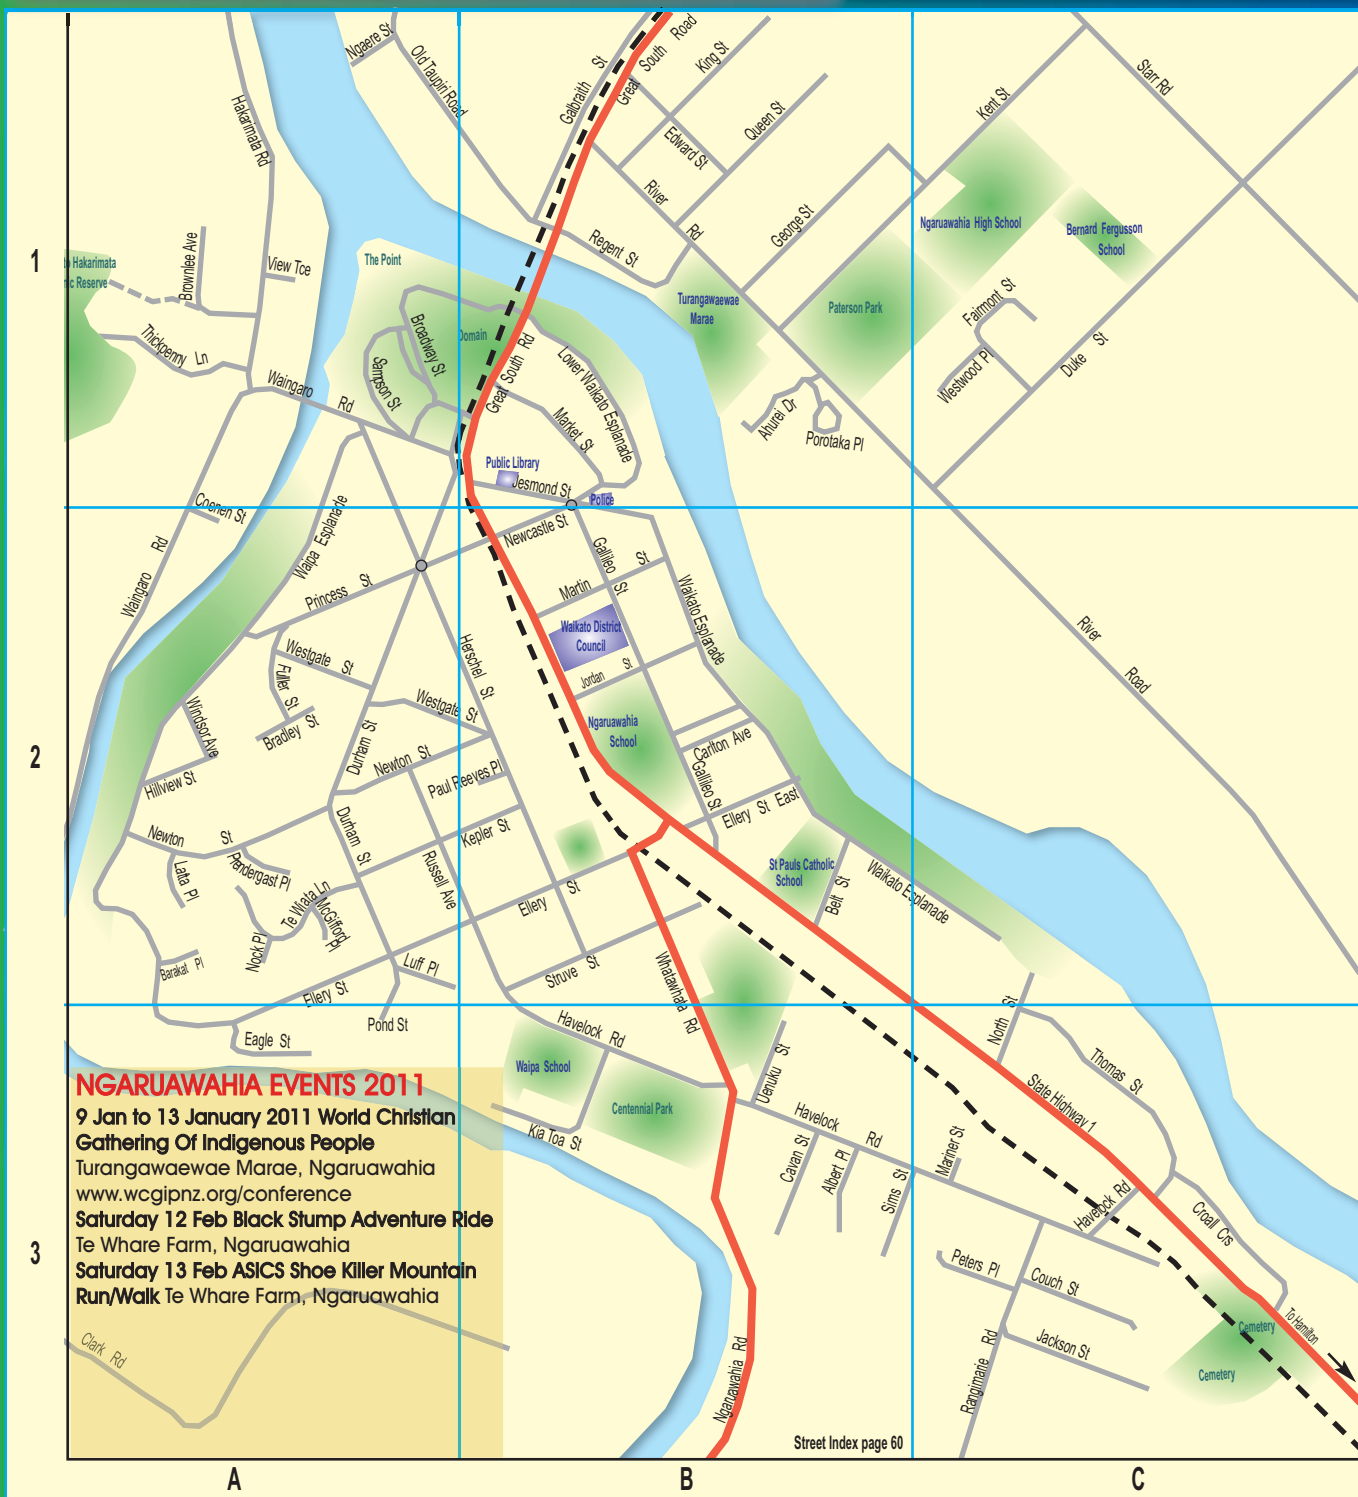 Ngaere St
Old Taupiri Road
Galbraith St
Great South Road
King St
Edward St
Queen St
Kent St
Starr Rd
Hakarimata Rd
River Rd
Regent St
George St
Ngaruawahia High School
Bernard Fergusson
School
1
to Hakarimata
ic Reserve
Brownlee Ave
View Tce
The Point
Turangawaewae
Marae
Paterson Park
Fairmont St
Westwood Pl
Duke St
Thickpenny Ln
Broadway St
Domain
Sampson St
Great South Rd
Lower Waikato Esplanade
Market St
Waingaro Rd
Ahurei Dr
Porotaka Pl
Public Library
Jesmond St
Police
Coenen St
Waipa Esplanade
Newcastle St
Gallileo St
Martin St
Waingaro Rd
Princess St
Waikato District
Council
Waikato Esplanade
River Road
Westgate St
Fuller St
Herschel St
Jordan St
Windsor Ave
Bradley St
Westgate St
Ngaruawahia
School
2
Durham St
Newton St
Paul Reeves Pl
Carlton Ave
Gallileo St
Hillview St
Ellery St East
Newton St
Durham St
Kepler St
Pendergast Pl
Latta Pl
Russell Ave
St Pauls Catholic
School
Belt St
Waikato Esplanade
Te Wiata Ln
McGifford Pl
Nock Pl
Ellery St
Barakat Pl
Luff Pl
Struve St
Whatawhata Rd
Ellery St
Pond St
Eagle St
Havelock Rd
North St
Waipa School
Centennial Park
Uenuku St
Thomas St
State Highway 1
Kia Toa St
Havelock Rd
Cavan St
Albert Pl
Sims St
Mariner St
Havelock Rd
Croall Crs
NGARUAWAHIA EVENTS 2011
9 Jan to 13 January 2011 World Christian
Gathering Of Indigenous People
Turangawaewae Marae, Ngaruawahia
www.wcgipnz.org/conference
Saturday 12 Feb Black Stump Adventure Ride
Te Whare Farm, Ngaruawahia
Saturday 13 Feb ASICS Shoe Killer Mountain
Run/Walk Te Whare Farm, Ngaruawahia
3
Peters Pl
Couch St
Jackson St
Rangimarie Rd
Cemetery
Cemetery
To Hamilton
Clark Rd
Ngaruawahia Rd
Street Index page 60
A
B
C